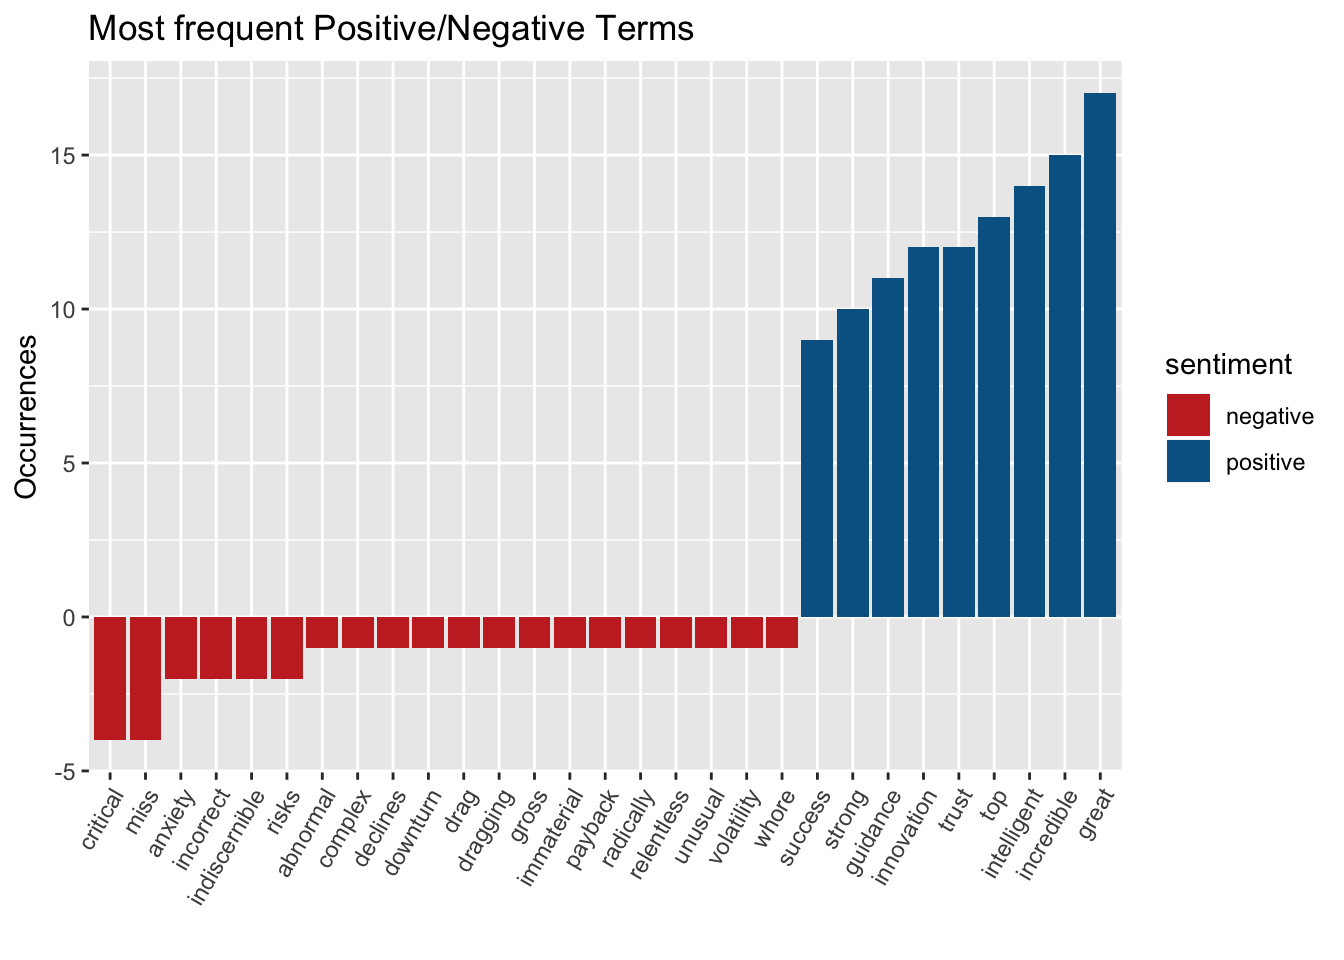 Most frequent Positive/Negative Terms
Occurrences
15
10
5
0
-5
critical
miss
anxiety
incorrect
indiscernible
risks
abnormal
complex
declines
downturn
drag
dragging
gross
immaterial
payback
radically
relentless
unusual
volatility
whore
success
strong
guidance
innovation
trust
top
intelligent
incredible
great
sentiment
negative
positive